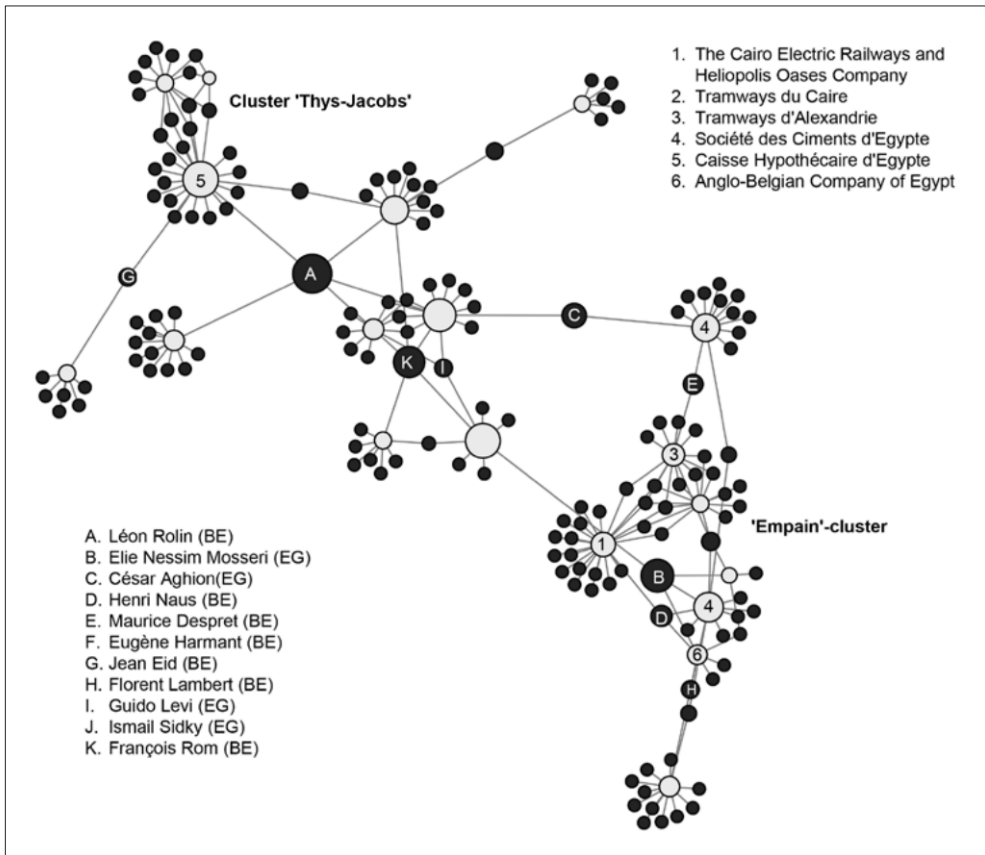 Cluster 'Thys-Jacobs'
1. The Cairo Electric Railways and
Heliopolis Oases Company
2. Tramways du Caire
3. Tramways d'Alexandrie
4. Société des Ciments d'Egypte
5. Caisse Hypothécaire d'Egypte
6. Anglo-Belgian Company of Egypt
5
G
A
C
4
K
I
E
3
'Empain'-cluster
1
B
4
D
6
H
A. Léon Rolin (BE)
B. Elie Nessim Mosseri (EG)
C. César Aghion(EG)
D. Henri Naus (BE)
E. Maurice Despret (BE)
F. Eugène Harmant (BE)
G. Jean Eid (BE)
H. Florent Lambert (BE)
I. Guido Levi (EG)
J. Ismail Sidky (EG)
K. François Rom (BE)